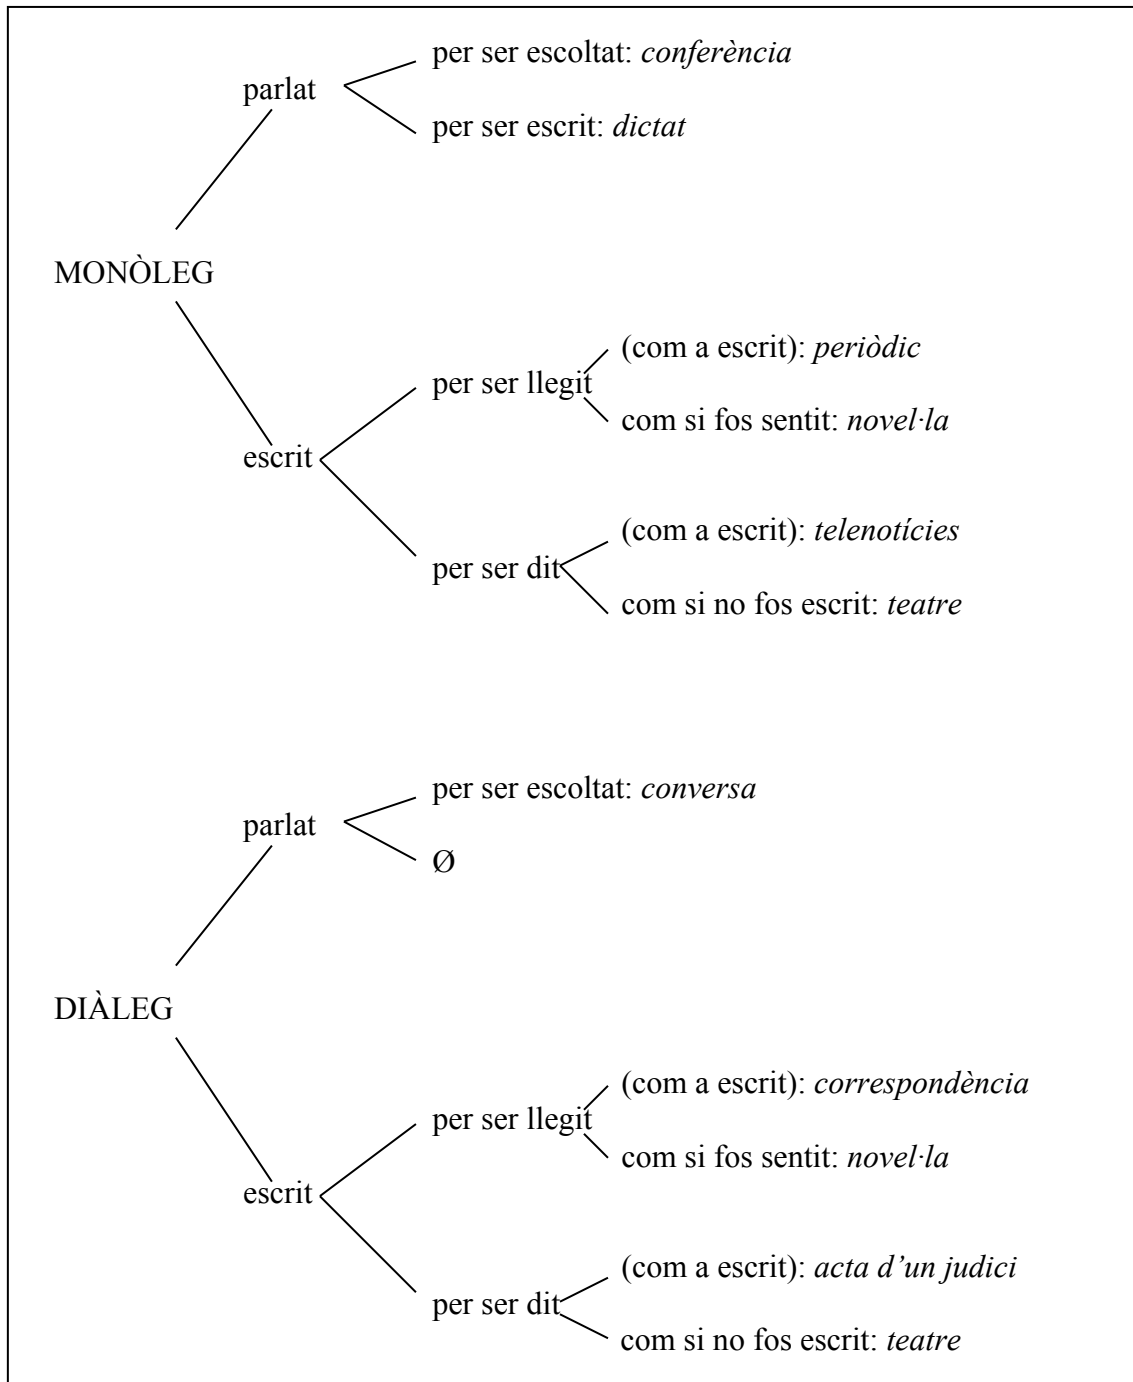 per ser escoltat: conferència
parlat
per ser escrit: dictat
MONÒLEG
(com a escrit): periòdic
per ser llegit
com si fos sentit: novel·la
escrit
(com a escrit): telenotícies
per ser dit
com si no fos escrit: teatre
per ser escoltat: conversa
parlat
Ø
DIÀLEG
(com a escrit): correspondència
per ser llegit
com si fos sentit: novel·la
escrit
(com a escrit): acta d’un judici
per ser dit
com si no fos escrit: teatre